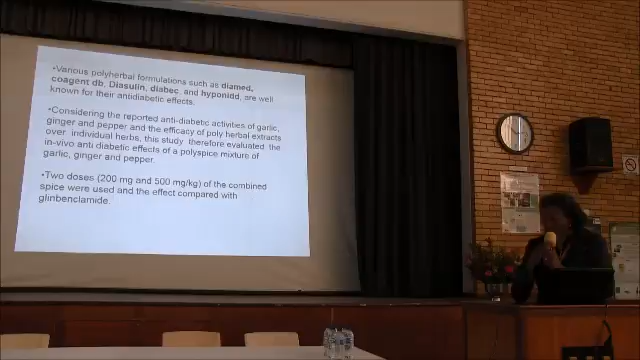 •Various polyherbal formulations such as diamed,
coagent db, Diasulin, diabec, and hyponidd, are well
known for their antidiabetic effects.
•Considering the reported anti-diabetic activities of garlic,
ginger and pepper and the efficacy of poly herbal extracts
over individual herbs, this study therefore evaluated the
in-vivo anti diabetic effects of a polyspice mixture of
garlic, ginger and pepper.
•Two doses (200 mg and 500 mg/kg) of the combined
spice were used and the effect compared with
glinbenclamide.